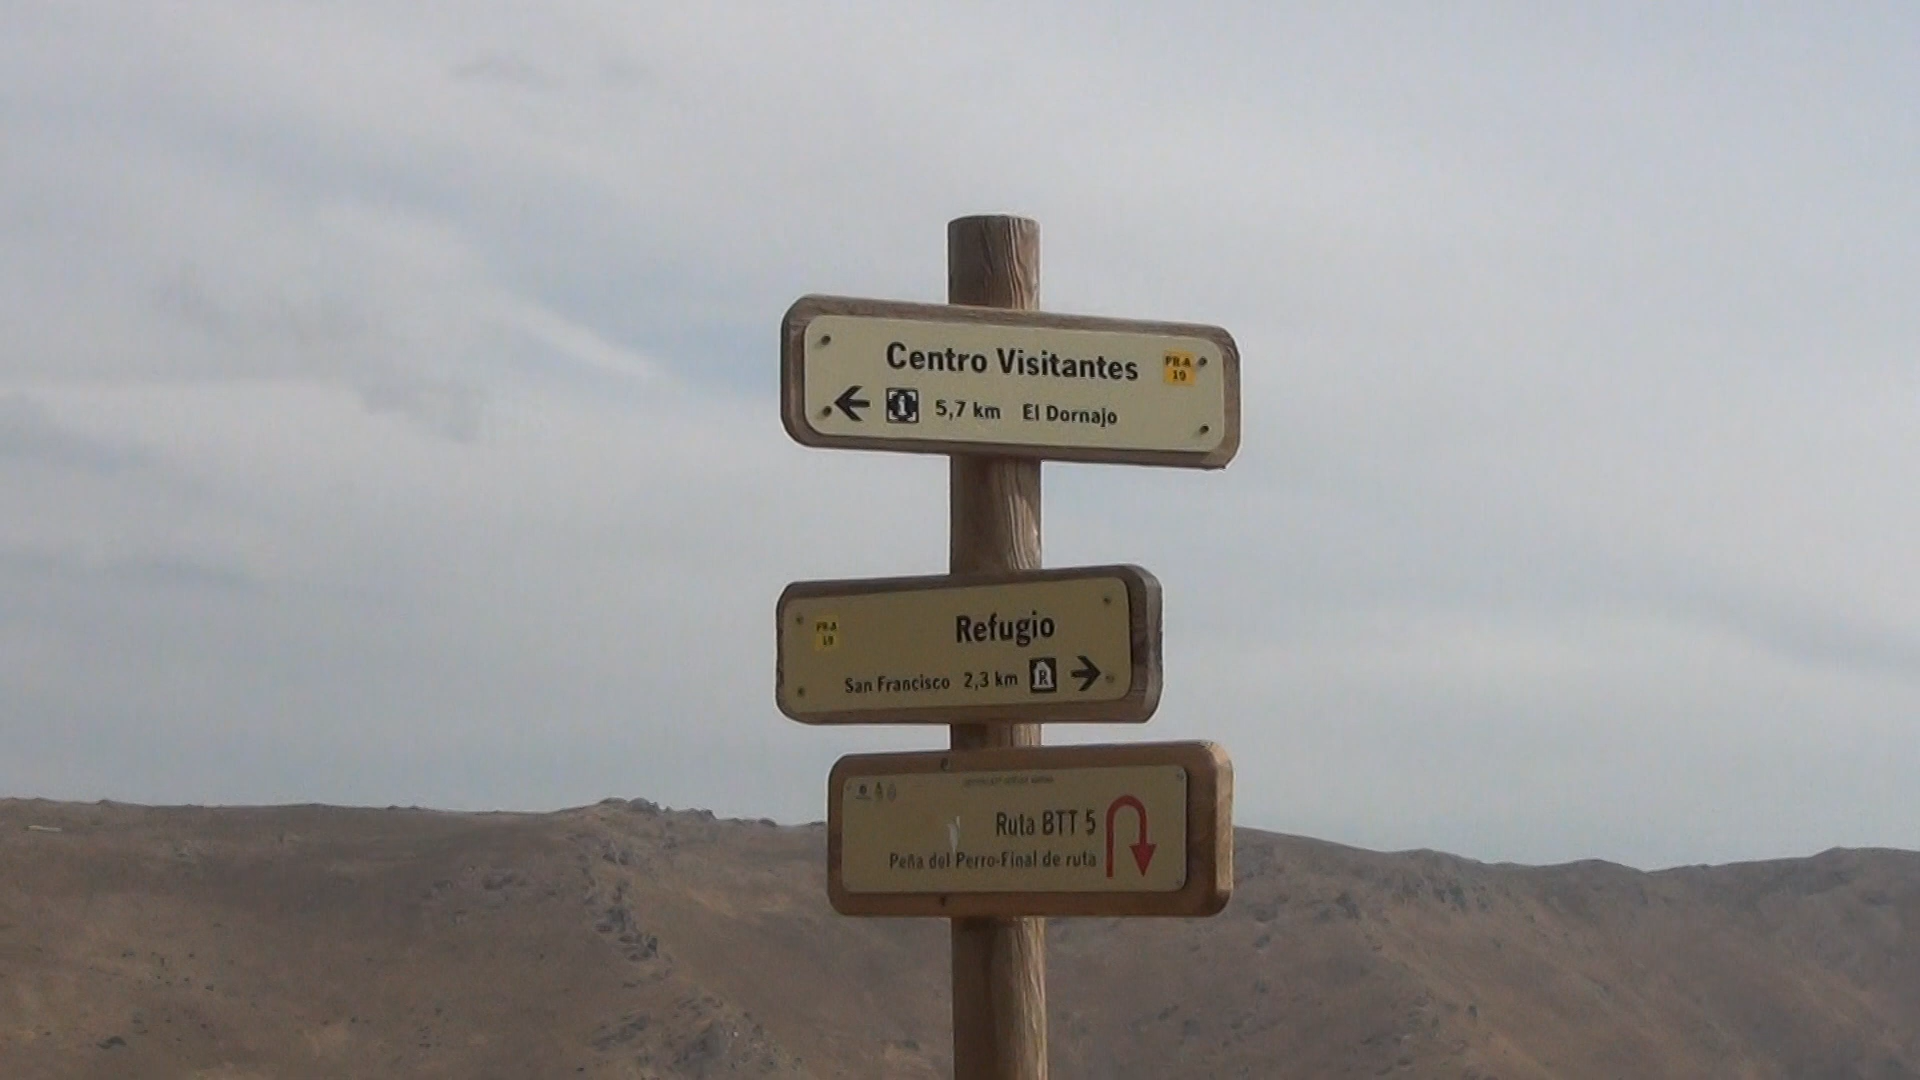 Centro Visitantes
PR-A
19
5,7 km El Dornajo
PR-A
19
Refugio
San Francisco 2,3 km
R
Ruta BTT 5
Peña del Perro-Final de ruta